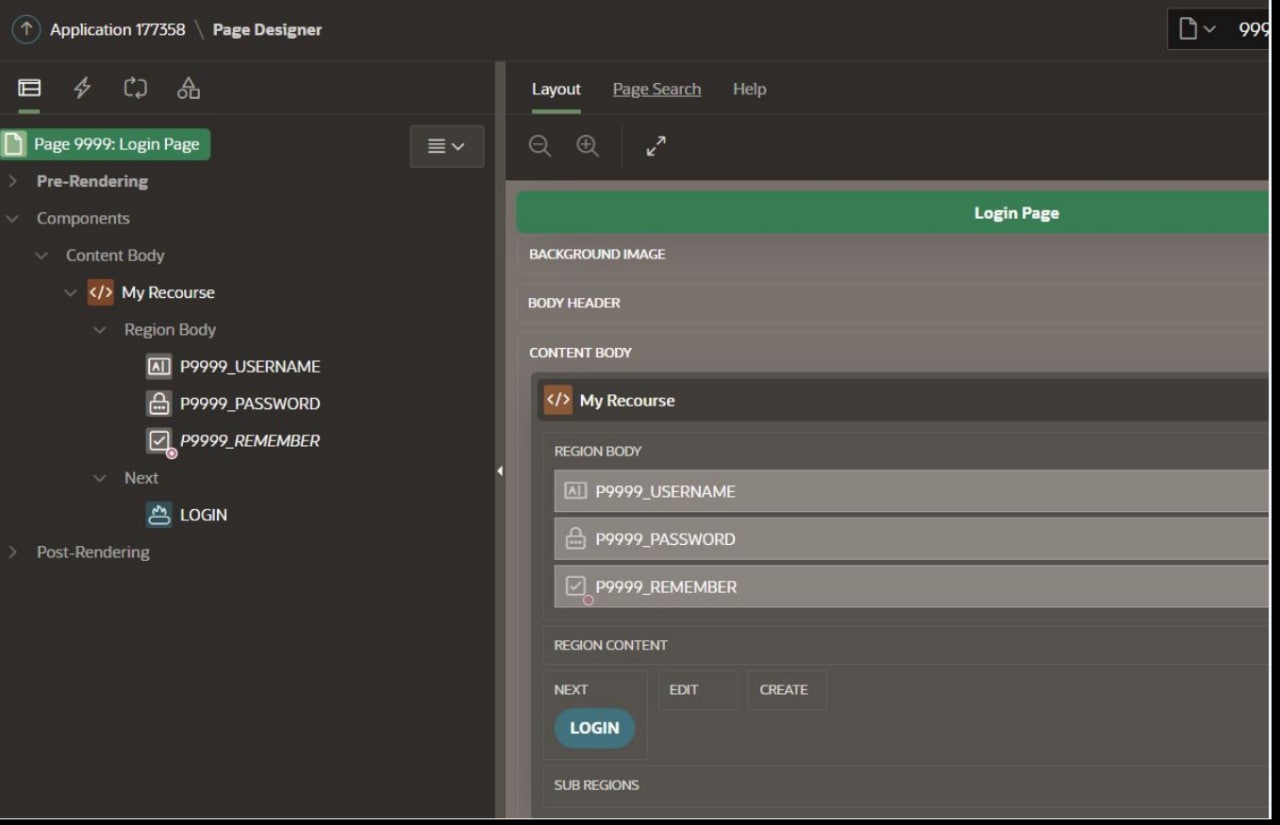 Application 177358 \ Page Designer
999
Layout Page Search Help
Page 9999: Login Page
Pre-Rendering
Components
Content Body
</> My Recourse
Region Body
P9999_USERNAME
P9999_PASSWORD
P9999_REMEMBER
Next
LOGIN
Post-Rendering
Login Page
BACKGROUND IMAGE
BODY HEADER
CONTENT BODY
</> My Recourse
REGION BODY
P9999_USERNAME
P9999_PASSWORD
P9999_REMEMBER
REGION CONTENT
NEXT EDIT CREATE
LOGIN
SUB REGIONS